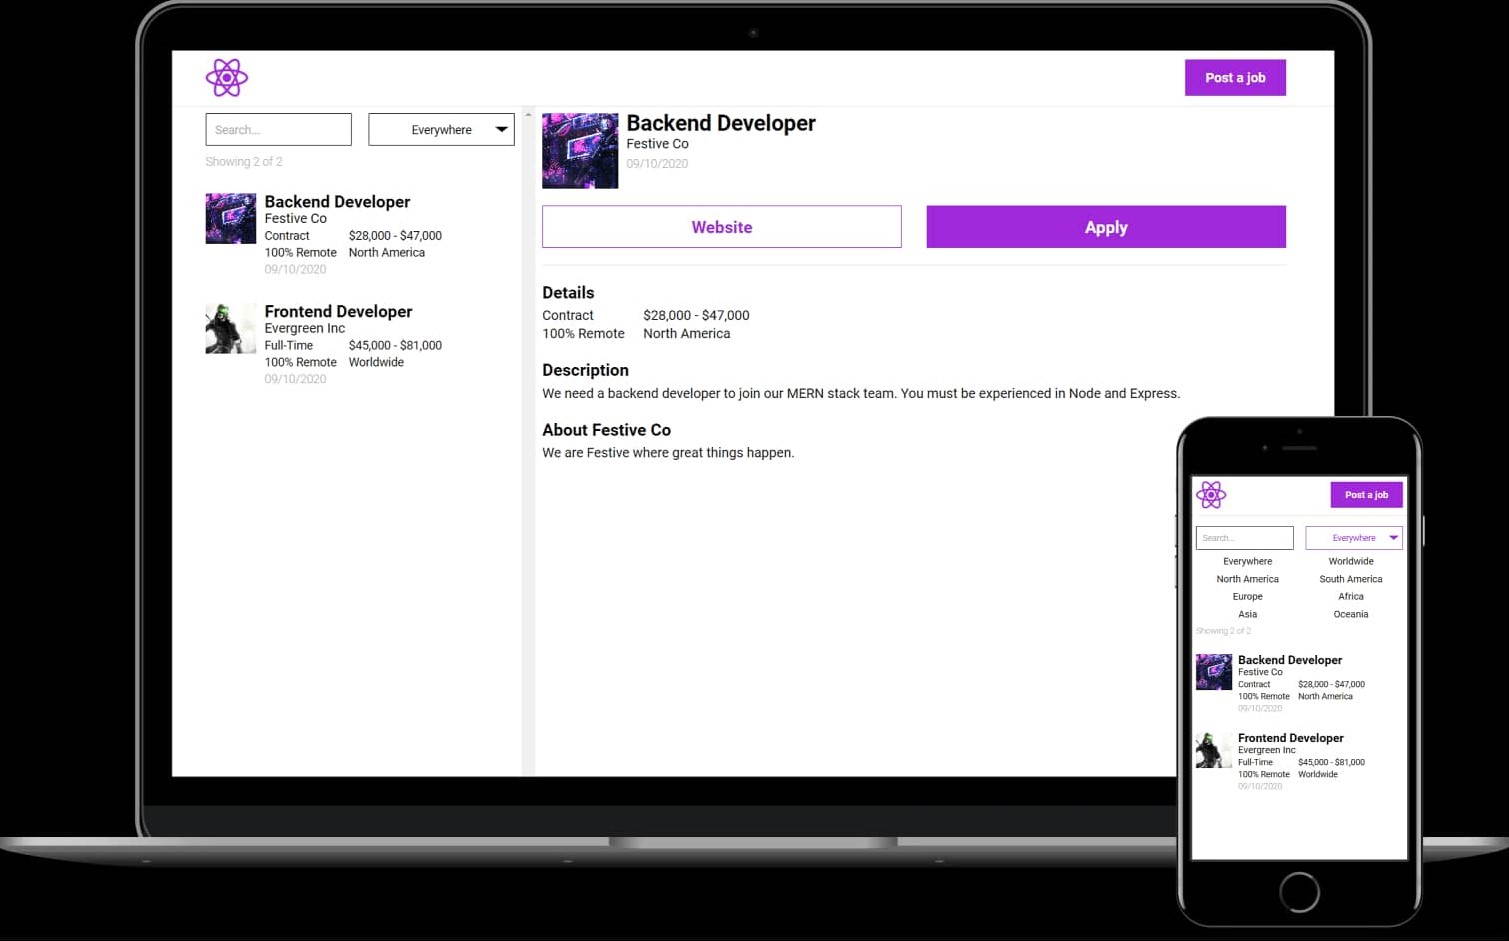 Post a job
Search...
Everywhere
Showing 2 of 2
Backend Developer
Festive Co
Contract $28,000 - $47,000
100% Remote North America
09/10/2020
Frontend Developer
Evergreen Inc
Full-Time $45,000 - $81,000
100% Remote Worldwide
09/10/2020
Backend Developer
Festive Co
09/10/2020
Website
Apply
Details
Contract $28,000 - $47,000
100% Remote North America
Description
We need a backend developer to join our MERN stack team. You must be experienced in Node and Express.
About Festive Co
We are Festive where great things happen.
Post a job
Search...
Everywhere
Everywhere Worldwide
North America South America
Europe Africa
Asia Oceania
Showing 2 of 2
Backend Developer
Festive Co
Contract $28,000 - $47,000
100% Remote North America
09/10/2020
Frontend Developer
Evergreen Inc
Full-Time $45,000 - $81,000
100% Remote Worldwide
09/10/2020